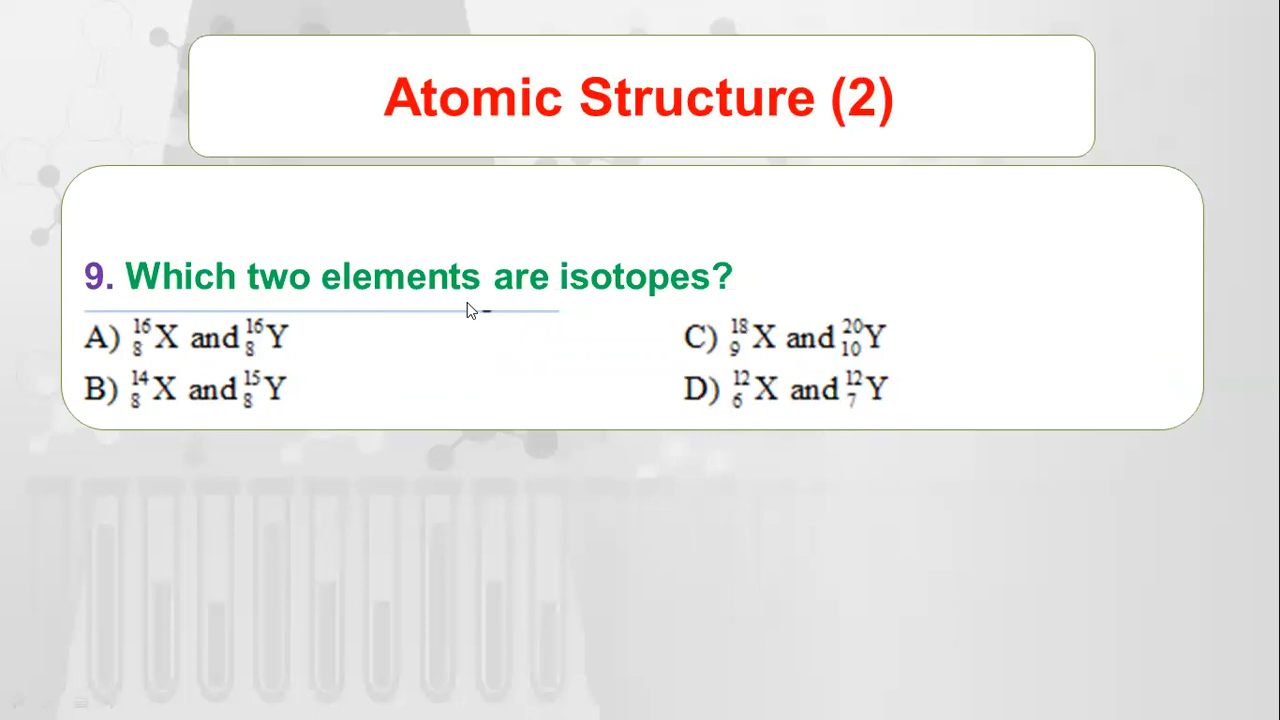 Atomic Structure (2)
9. Which two elements are isotopes?
A) ¹⁶₈X and ¹⁶₈Y
C) ¹⁸₉X and ²⁰₁₀Y
B) ¹⁴₈X and ¹⁵₈Y
D) ¹²₆X and ¹²₇Y